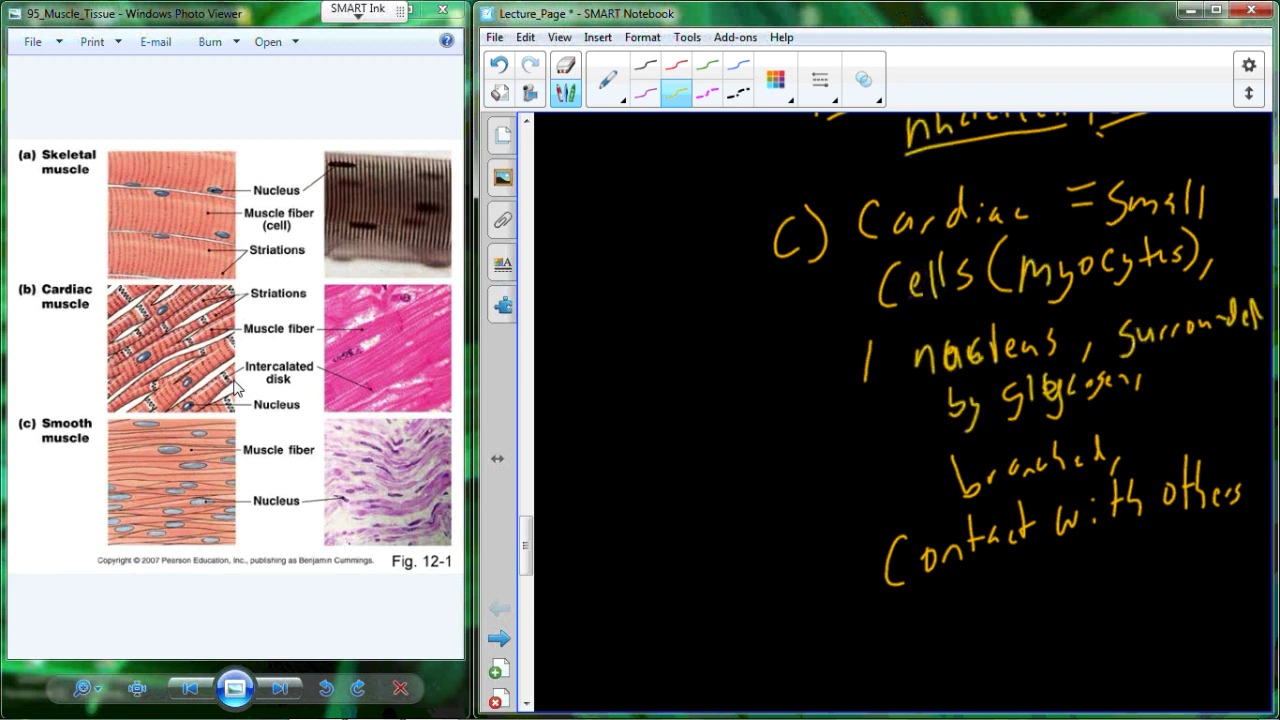 95_Muscle_Tissue - Windows Photo Viewer
SMART Ink
File Print E-mail Burn Open
(a) Skeletal
muscle
Nucleus
Muscle fiber
(cell)
Striations
(b) Cardiac
muscle
Striations
Muscle fiber
Intercalated
disk
Nucleus
(c) Smooth
muscle
Muscle fiber
Nucleus
Copyright © 2007 Pearson Education, Inc., publishing as Benjamin Cummings.
Fig. 12-1
Lecture_Page * - SMART Notebook
File Edit View Insert Format Tools Add-ons Help
C) Cardiac = Small
Cells (myocytes),
1 nucleus, surrounded
by glycogen,
branched,
Contact with others